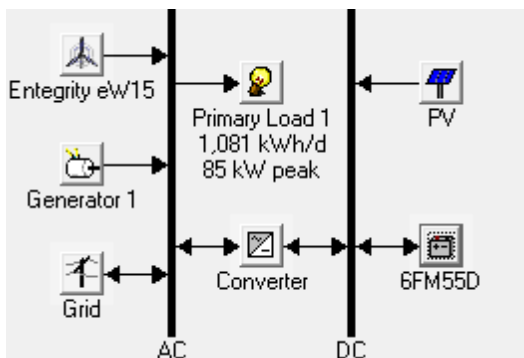 Entegrity eW15
Primary Load 1
1,081 kWh/d
85 kW peak
PV
Generator 1
Grid
Converter
6FM55D
AC
DC